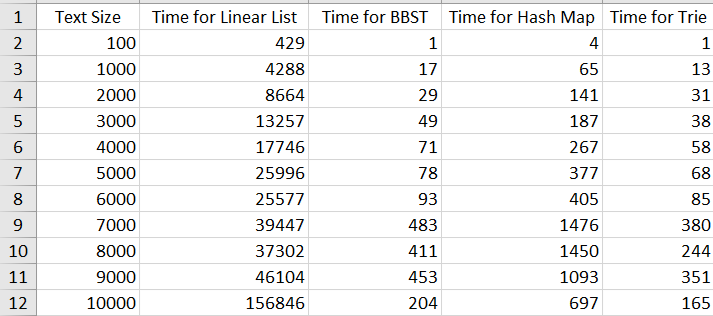 1 Text Size Time for Linear List Time for BBST Time for Hash Map Time for Trie
2 100 429 1 4 1
3 1000 4288 17 65 13
4 2000 8664 29 141 31
5 3000 13257 49 187 38
6 4000 17746 71 267 58
7 5000 25996 78 377 68
8 6000 25577 93 405 85
9 7000 39447 483 1476 380
10 8000 37302 411 1450 244
11 9000 46104 453 1093 351
12 10000 156846 204 697 165